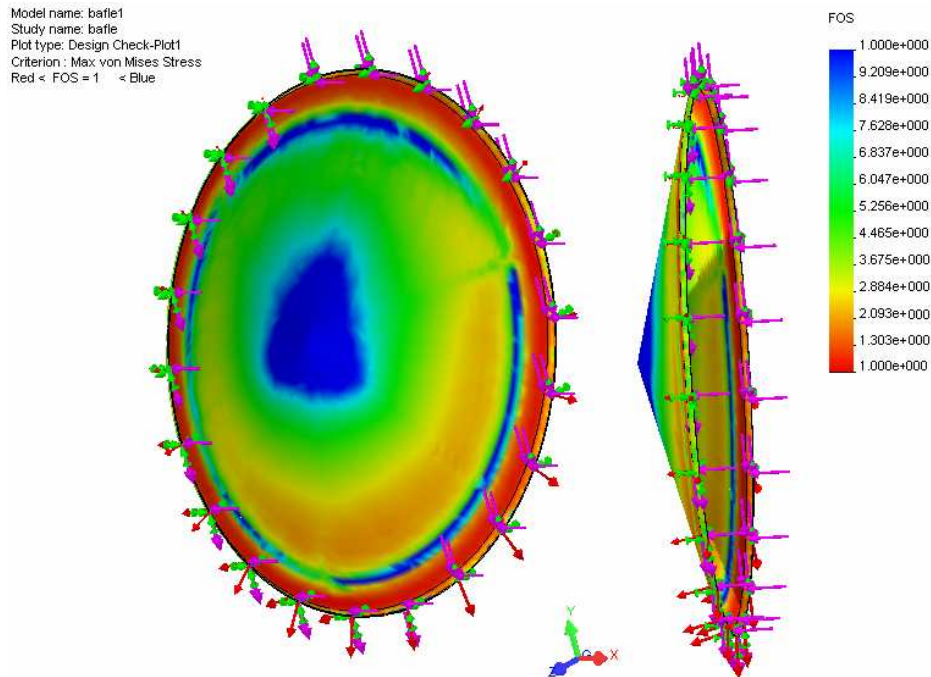 Model name: bafle1
Study name: bafle
Plot type: Design Check-Plot1
Criterion : Max von Mises Stress
Red < FOS = 1 < Blue
FOS
1.000e+000
9.209e+000
8.419e+000
7.628e+000
6.837e+000
6.047e+000
5.256e+000
4.465e+000
3.675e+000
2.884e+000
2.093e+000
1.303e+000
1.000e+000
Y
X
Z